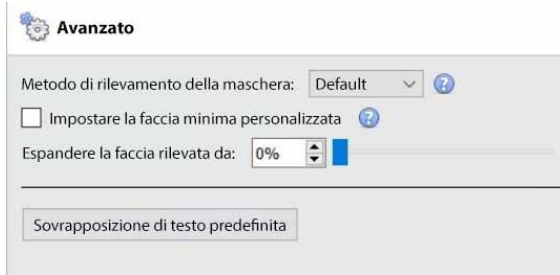 Avanzato
Metodo di rilevamento della maschera: Default
Impostare la faccia minima personalizzata
Espandere la faccia rilevata da: 0%
Sovrapposizione di testo predefinita